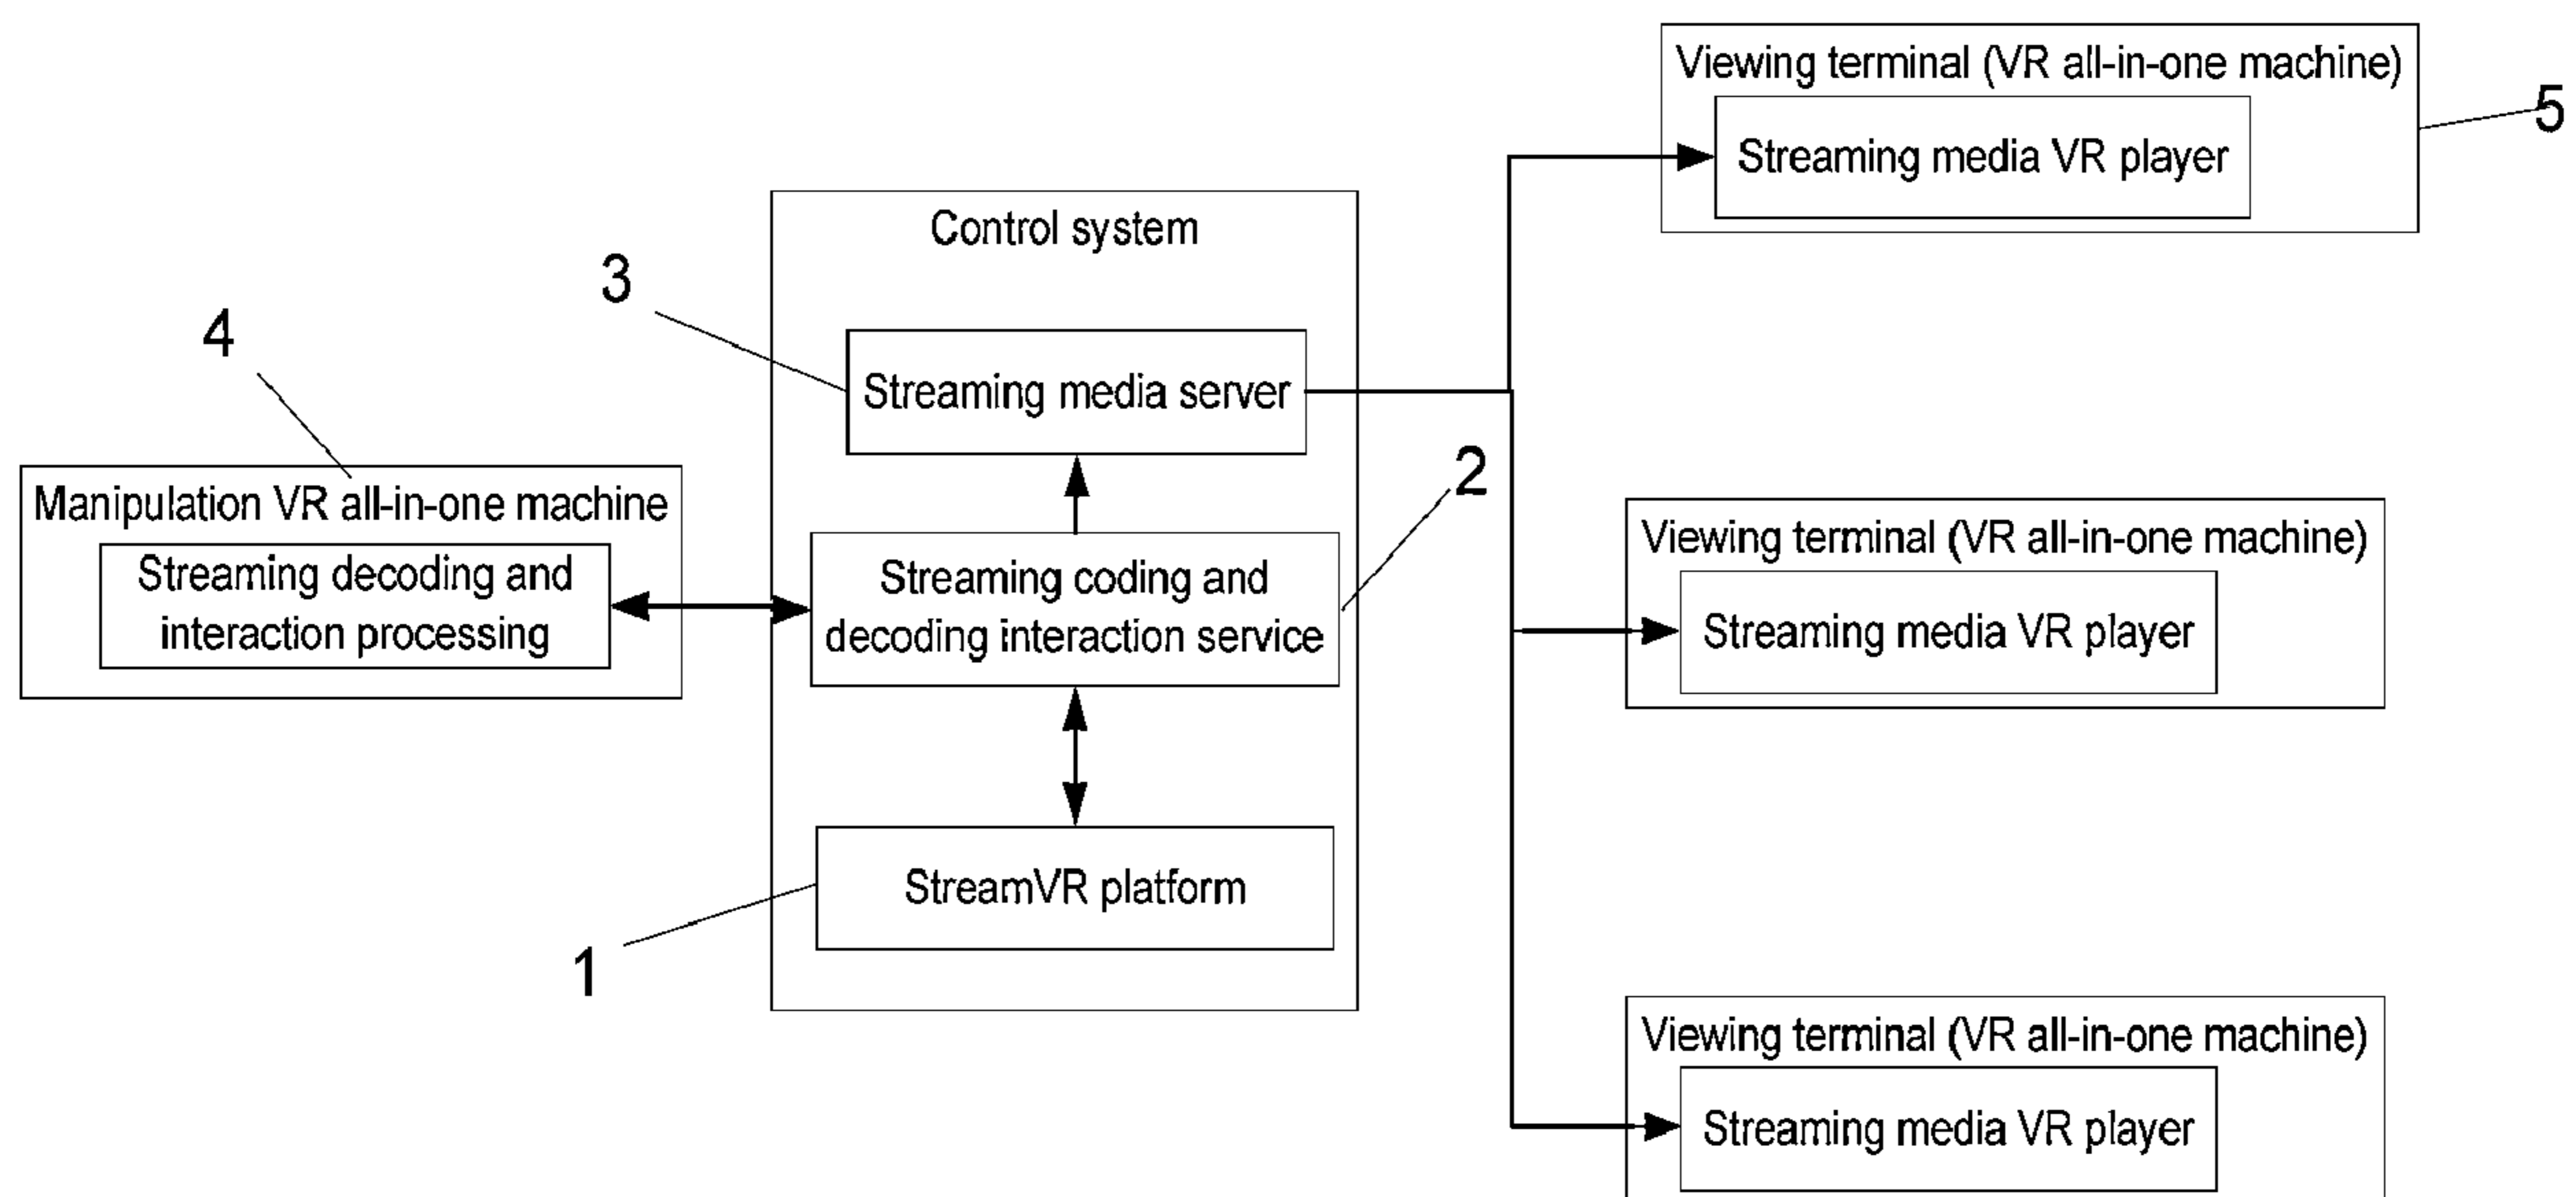 4
Manipulation VR all-in-one machine
Streaming decoding and
interaction processing
3
Control system
Streaming media server
2
Streaming coding and
decoding interaction service
StreamVR platform
1
Viewing terminal (VR all-in-one machine)
Streaming media VR player
5
Viewing terminal (VR all-in-one machine)
Streaming media VR player
Viewing terminal (VR all-in-one machine)
Streaming media VR player